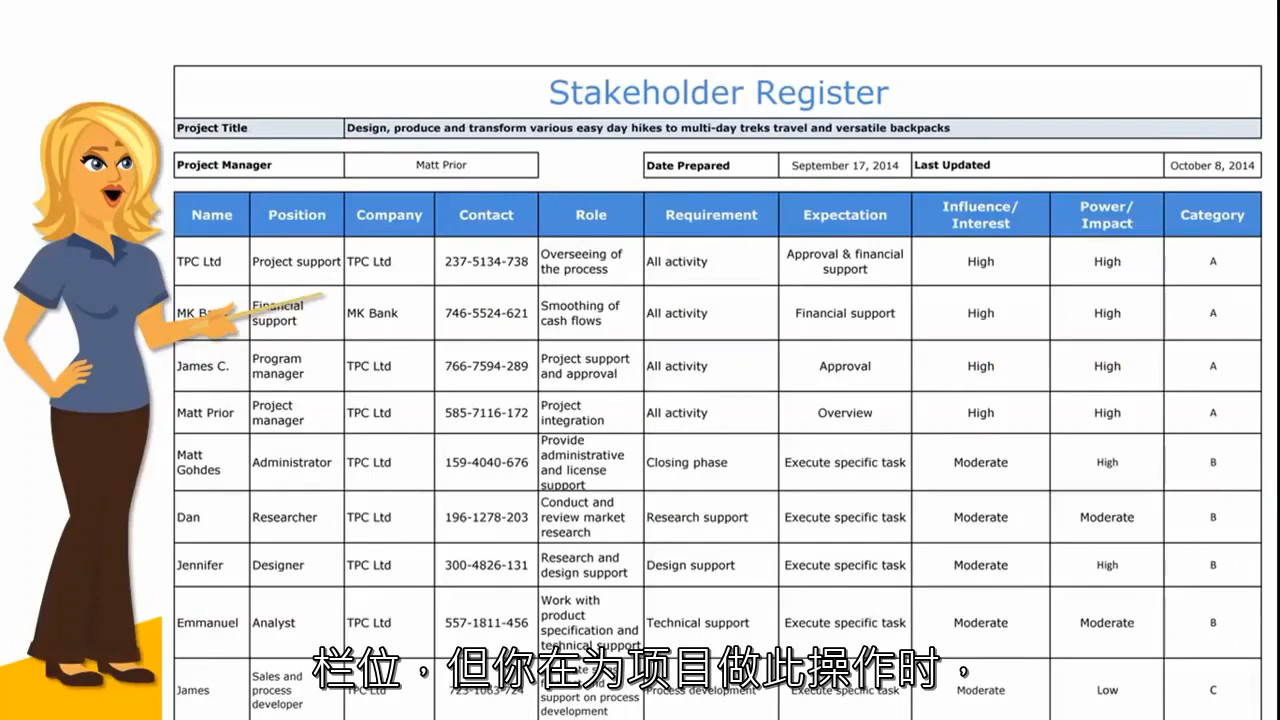 Stakeholder Register
Project Title Design, produce and transform various easy day hikes to multi-day treks travel and versatile backpacks
Project Manager Matt Prior Date Prepared September 17, 2014 Last Updated October 8, 2014
Name Position Company Contact Role Requirement Expectation Influence/ Interest Power/ Impact Category
TPC Ltd Project support TPC Ltd 237-5134-738 Overseeing of the process All activity Approval & financial support High High A
MK Financial support MK Bank 746-5524-621 Smoothing of cash flows All activity Financial support High High A
James C. Program manager TPC Ltd 766-7594-289 Project support and approval All activity Approval High High A
Matt Prior Project manager TPC Ltd 585-7116-172 Project integration All activity Overview High High A
Matt Gohdes Administrator TPC Ltd 159-4040-676 Provide administrative and license support Closing phase Execute specific task Moderate High B
Dan Researcher TPC Ltd 196-1278-203 Conduct and review market research Research support Execute specific task Moderate Moderate B
Jennifer Designer TPC Ltd 300-4826-131 Research and design support Design support Execute specific task Moderate High B
Emmanuel Analyst TPC Ltd 557-1811-456 Work with product specification and technical support Technical support Execute specific task Moderate Moderate B
James Sales and process developer TPC Ltd support on process development Process development Execute specific task Moderate Low C
栏位，但你在为项目做此操作时，